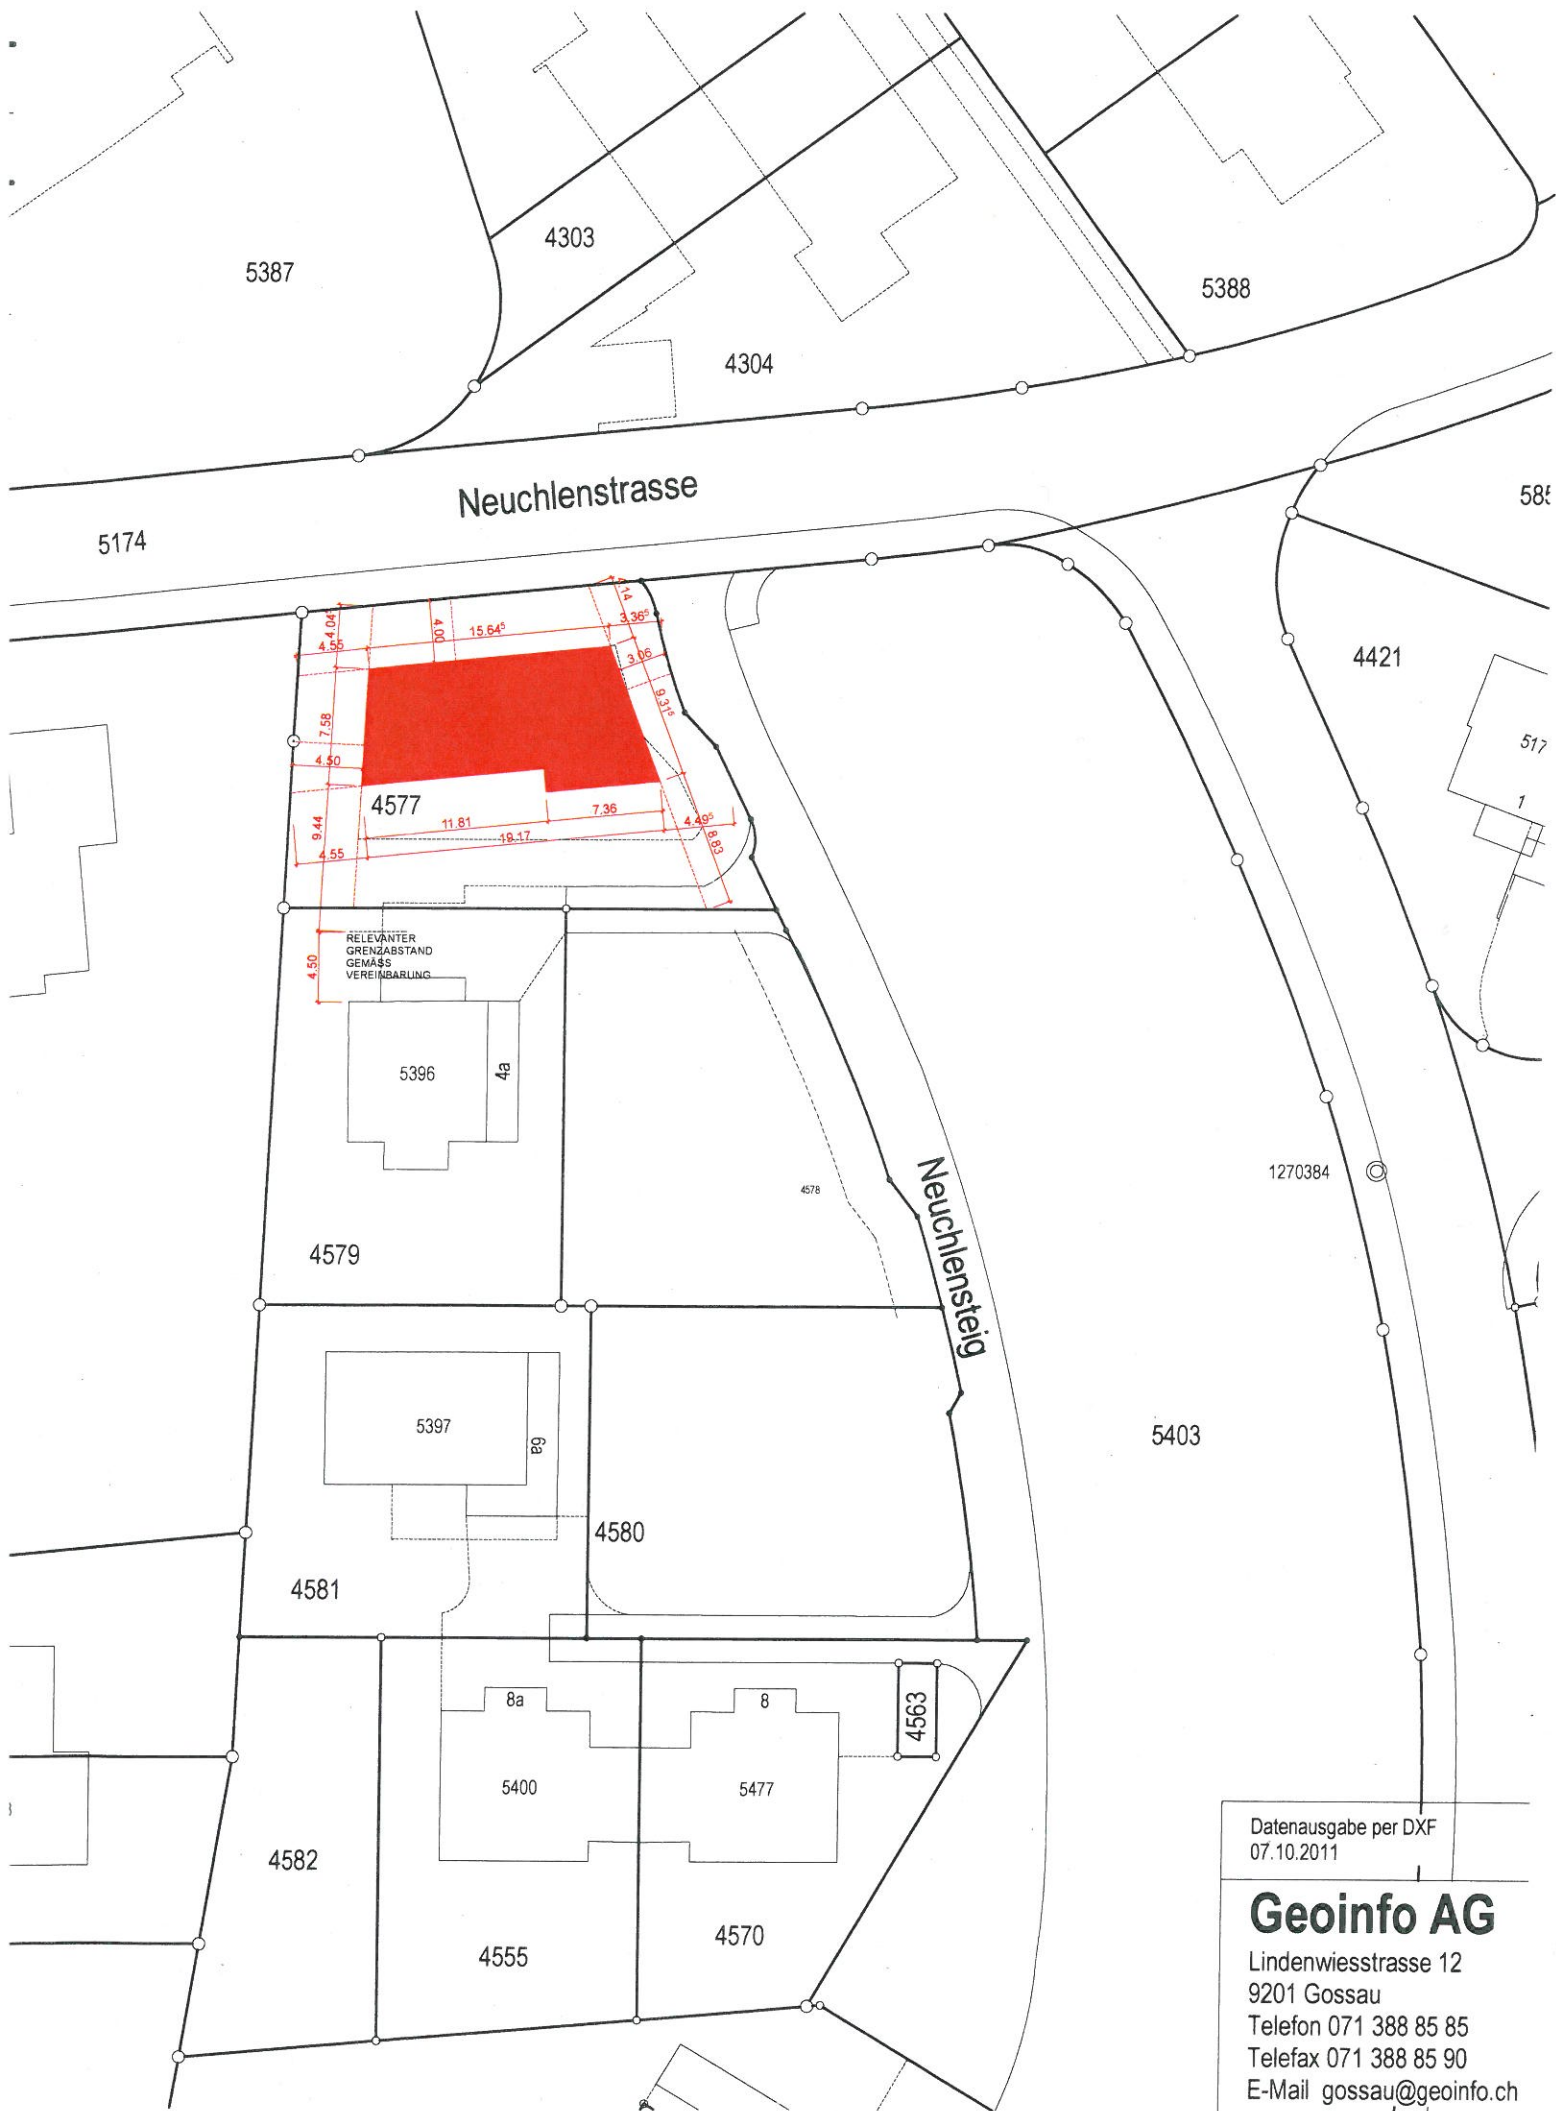 4303
5387
5388
4304
Neuchlenstrasse
585
5174
4.04⁵
4.00
15.64⁵
3.36⁵
4.55
3.06
4421
9.31⁵
7.58
4.50
517
1
4577
11.81
7.36
4.49⁵
9.44
19.17
8.83
4.55
RELEVANTER
GRENZABSTAND
GEMÄSS
VEREINBARUNG
4.50
5396
4a
1270384
4578
Neuchlensteig
4579
5397
6a
5403
4580
4581
8a
8
4563
5400
5477
4582
4570
4555
Datenausgabe per DXF
07.10.2011
Geoinfo AG
Lindenwiesstrasse 12
9201 Gossau
Telefon 071 388 85 85
Telefax 071 388 85 90
E-Mail gossau@geoinfo.ch